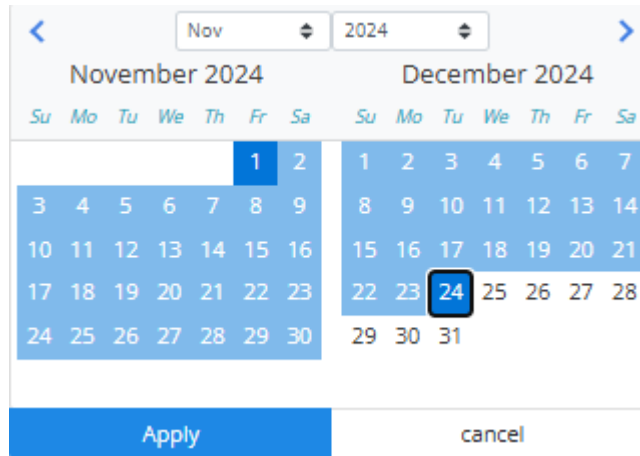 Nov 2024
November 2024 December 2024
Su Mo Tu We Th Fr Sa Su Mo Tu We Th Fr Sa
1 2 1 2 3 4 5 6 7
3 4 5 6 7 8 9 8 9 10 11 12 13 14
10 11 12 13 14 15 16 15 16 17 18 19 20 21
17 18 19 20 21 22 23 22 23 24 25 26 27 28
24 25 26 27 28 29 30 29 30 31
Apply cancel